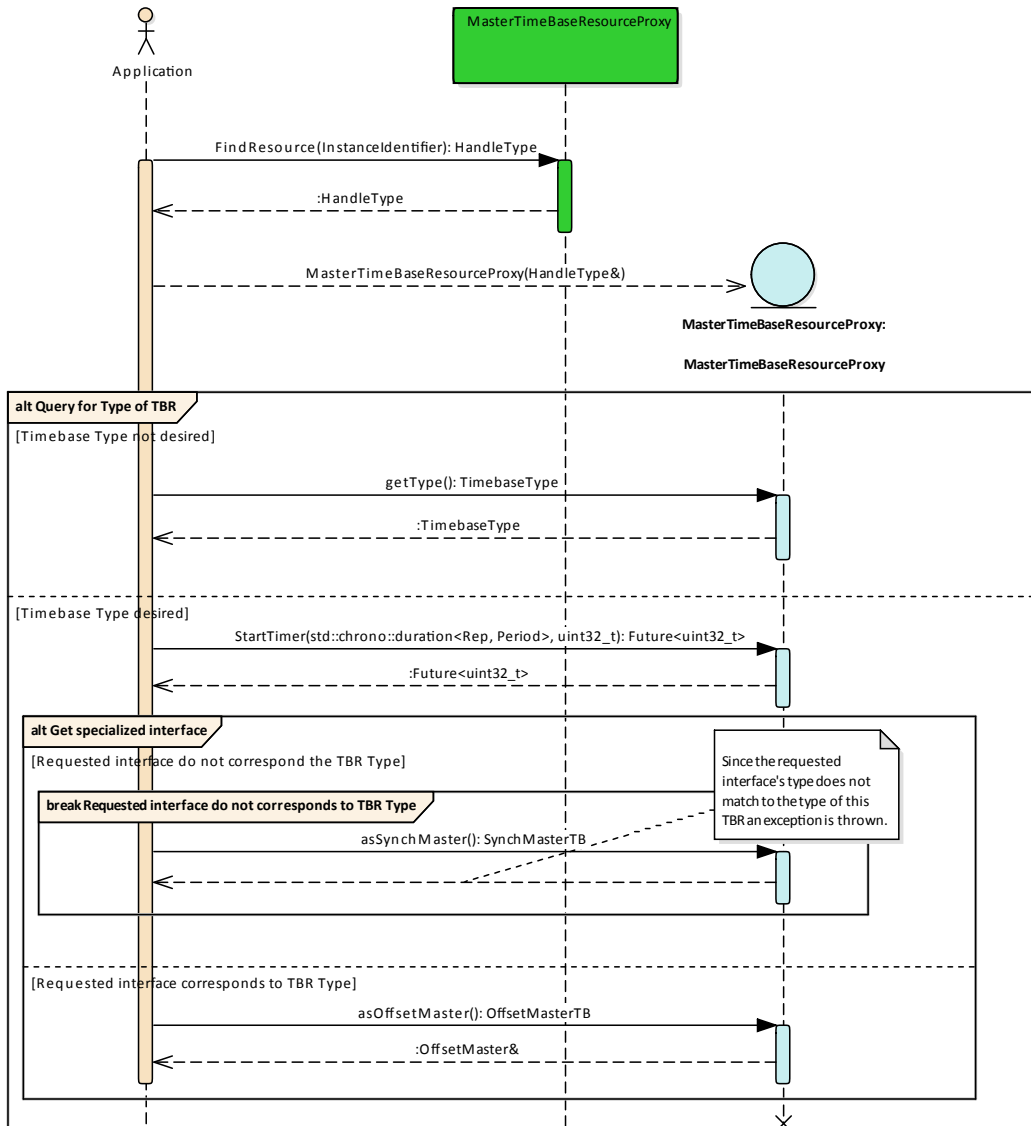 MasterTimeBaseResourceProxy
Application
FindResource(InstanceIdentifier): HandleType
:HandleType
MasterTimeBaseResourceProxy(HandleType&)
MasterTimeBaseResourceProxy:
MasterTimeBaseResourceProxy
alt Query for Type of TBR
[Timebase Type not desired]
getType(): TimebaseType
:TimebaseType
[Timebase Type desired]
StartTimer(std::chrono::duration<Rep, Period>, uint32_t): Future<uint32_t>
:Future<uint32_t>
alt Get specialized interface
[Requested interface do not correspond the TBR Type]
Since the requested
interface's type does not
match to the type of this
TBR an exception is thrown.
break Requested interface do not corresponds to TBR Type
asSynchMaster(): SynchMasterTB
[Requested interface corresponds to TBR Type]
asOffsetMaster(): OffsetMasterTB
:OffsetMaster&